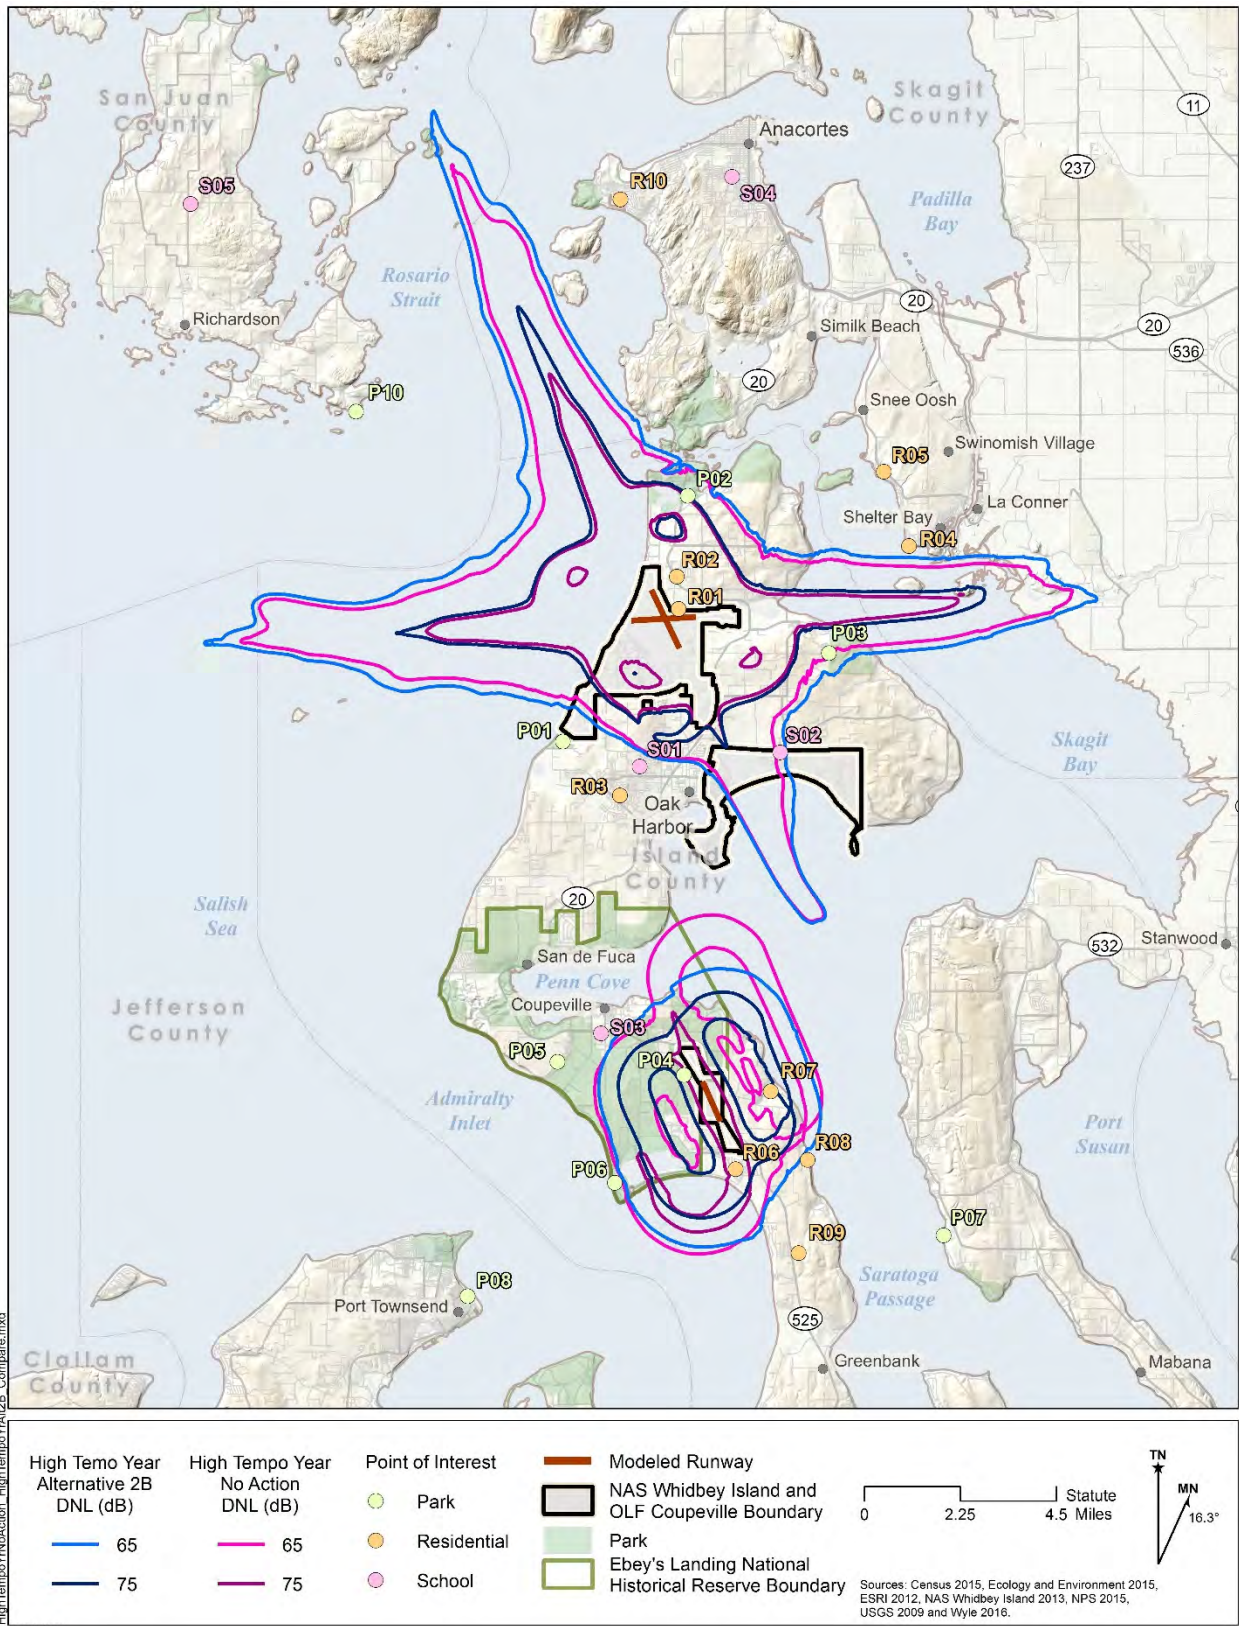 San Juan
County
Skagit
County
11
Anacortes
237
S05
R10
S04
Padilla
Bay
Rosario
Strait
20
Richardson
Similk Beach
20
536
20
P10
Snee Oosh
Swinomish Village
R05
P02
La Conner
Shelter Bay
R04
R02
R01
P03
P01
S01
S02
Skagit
Bay
R03
Oak
Harbor
Island
County
20
Salish
Sea
532
Stanwood
San de Fuca
Penn Cove
Jefferson
County
Coupeville
S03
P05
P04
R07
Admiralty
Inlet
Port
Susan
R06
R08
P06
P07
R09
Saratoga
Passage
P08
Port Townsend
525
Clallam
County
Greenbank
Mabana
High Temo Year
Alternative 2B
DNL (dB)
65
75
High Tempo Year
No Action
DNL (dB)
65
75
Point of Interest
Park
Residential
School
Modeled Runway
NAS Whidbey Island and
OLF Coupeville Boundary
Park
Ebey's Landing National
Historical Reserve Boundary
Statute
0 2.25 4.5 Miles
TN
MN
16.3°
Sources: Census 2015, Ecology and Environment 2015,
ESRI 2012, NAS Whidbey Island 2013, NPS 2015,
USGS 2009 and Wyle 2016.